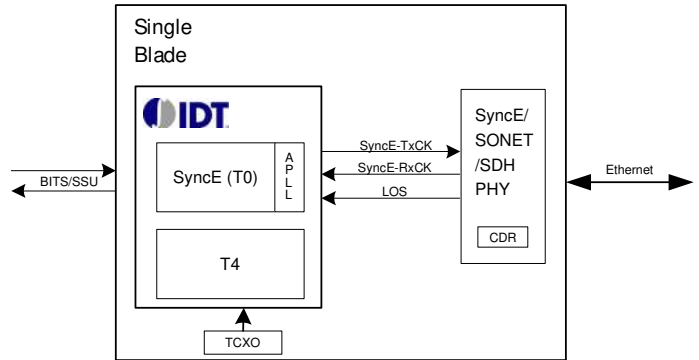 Single
Blade
IDT
SyncE (T0)
A
P
L
L
T4
TCXO
BITS/SSU
SyncE-TxCK
SyncE-RxCK
LOS
SyncE/
SONET
/SDH
PHY
CDR
Ethernet